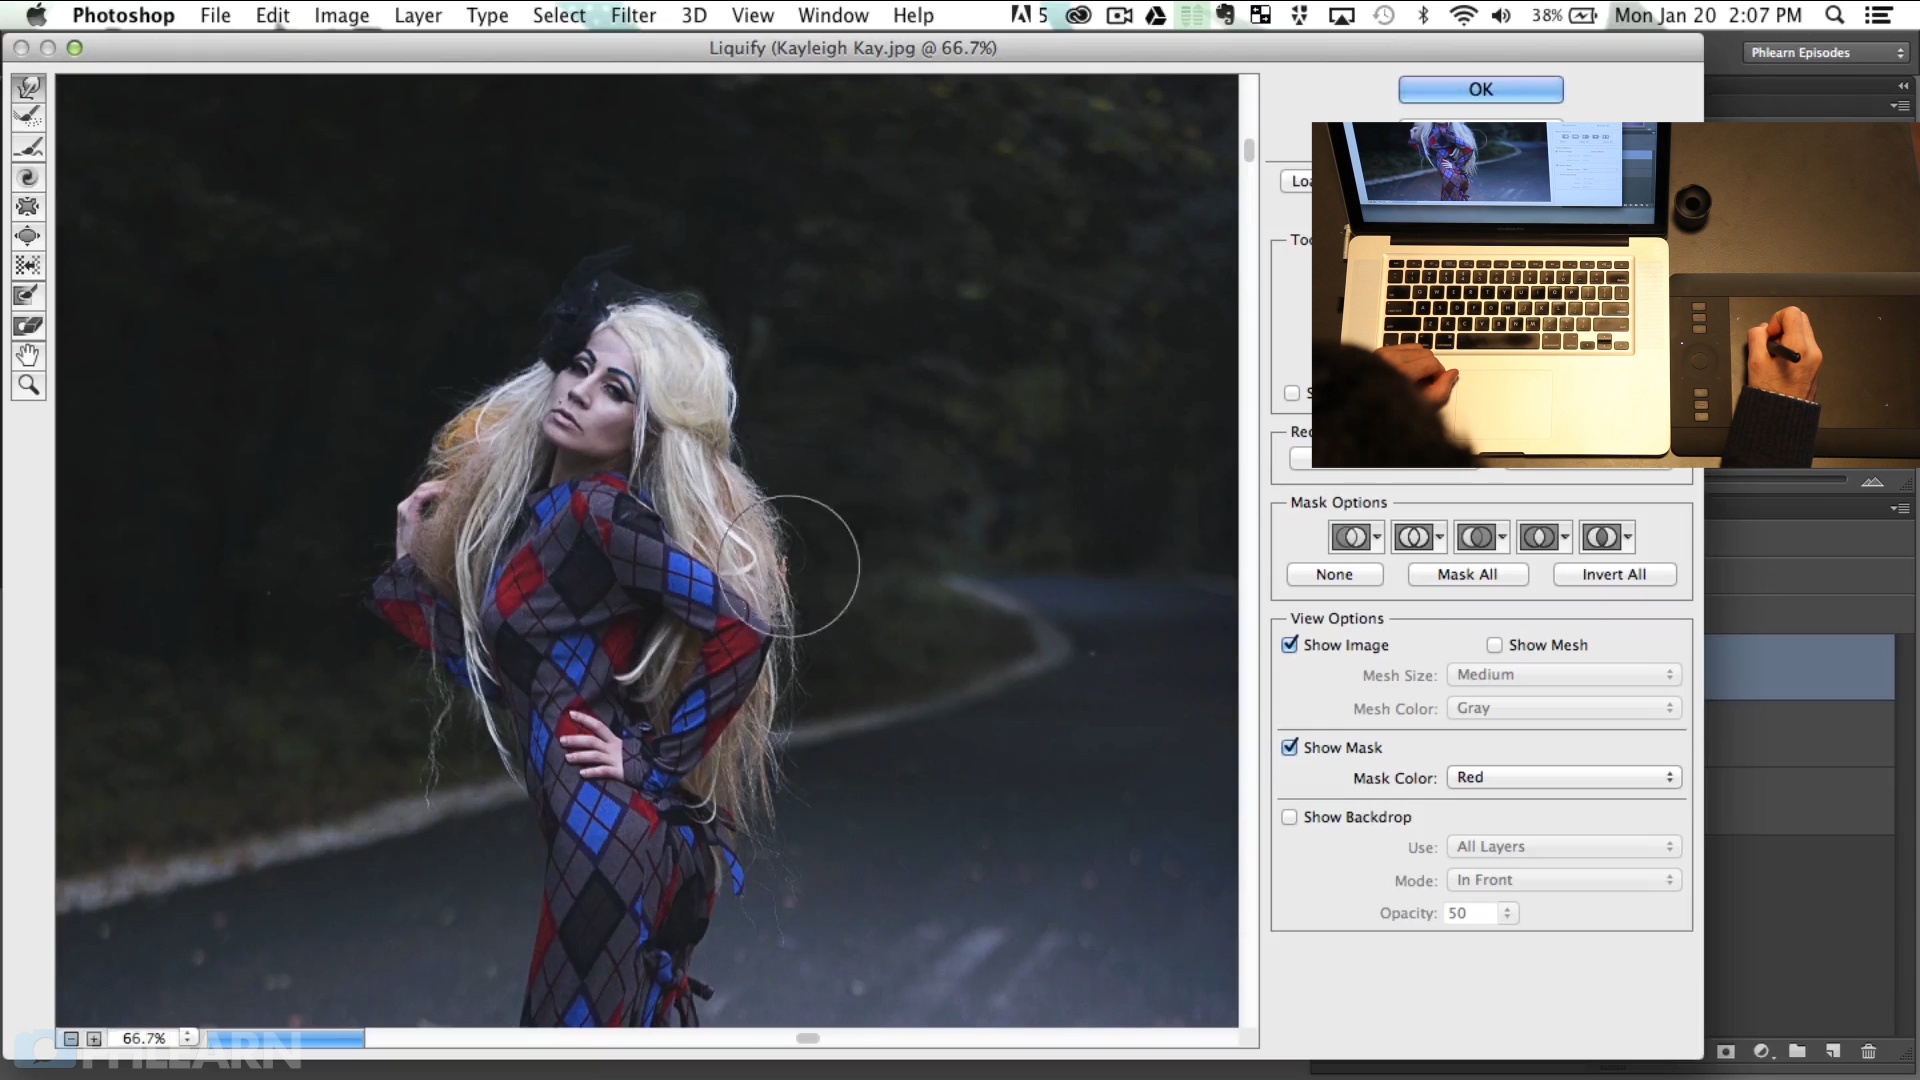 Photoshop File Edit Image Layer Type Select Filter 3D View Window Help
5 38% Mon Jan 20 2:07 PM
Liquify (Kayleigh Kay.jpg @ 66.7%)
Phlearn Episodes
OK
Mask Options
None Mask All Invert All
View Options
Show Image Show Mesh
Mesh Size: Medium
Mesh Color: Gray
Show Mask
Mask Color: Red
Show Backdrop
Use: All Layers
Mode: In Front
Opacity: 50
66.7%
PHLEARN